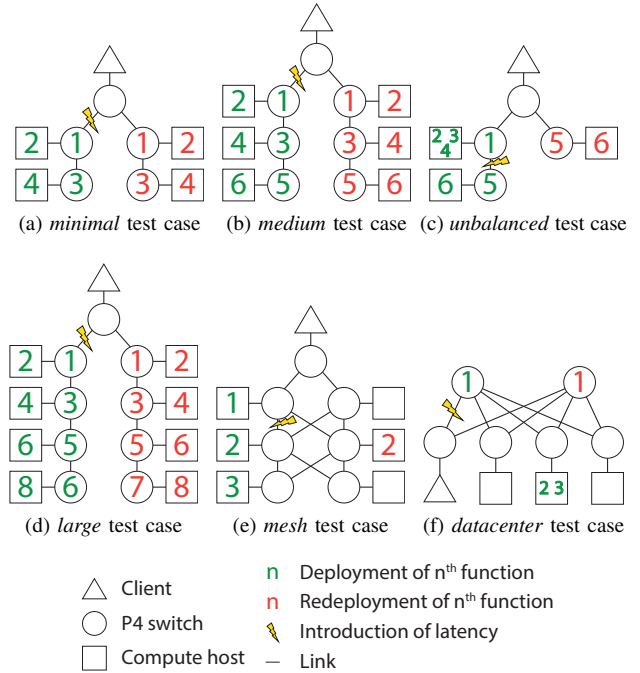 2 1 1 2
4 3 3 4
(a) minimal test case
2 1 1 2
4 3 3 4
6 5 5 6
(b) medium test case
2 3
4 1 5 6
6 5
(c) unbalanced test case
2 1 1 2
4 3 3 4
6 5 5 6
8 6 7 8
(d) large test case
1
2 2
3
(e) mesh test case
1 1
2 3
(f) datacenter test case
Client
P4 switch
Compute host
n Deployment of nth function
n Redeployment of nth function
Introduction of latency
Link